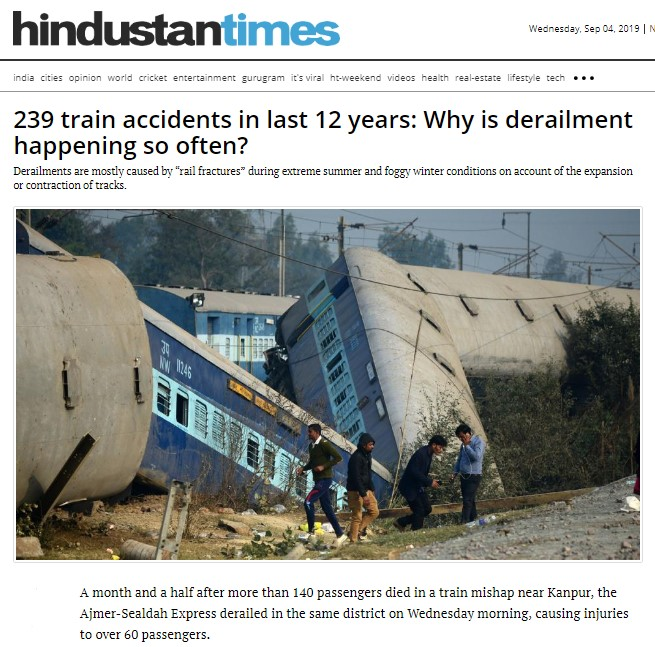 hindustantimes
Wednesday, Sep 04, 2019 | N
india cities opinion world cricket entertainment gurugram it's viral ht-weekend videos health real-estate lifestyle tech •••
239 train accidents in last 12 years: Why is derailment
happening so often?
Derailments are mostly caused by “rail fractures” during extreme summer and foggy winter conditions on account of the expansion
or contraction of tracks.
NW 11246
A month and a half after more than 140 passengers died in a train mishap near Kanpur, the
Ajmer-Sealdah Express derailed in the same district on Wednesday morning, causing injuries
to over 60 passengers.